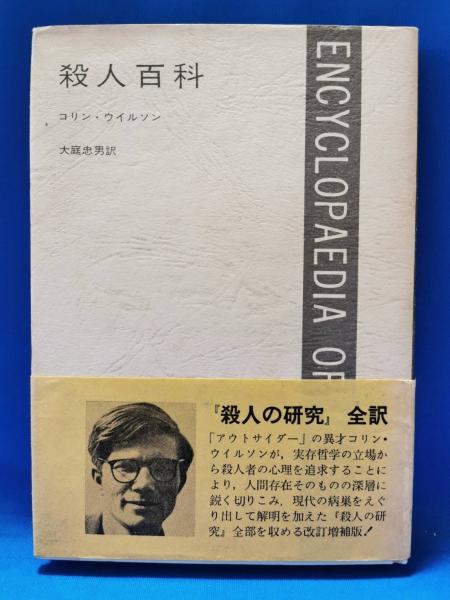 殺人百科
コリン・ウイルソン
大庭忠男訳
ENCYCLOPAEDIA OF
『殺人の研究』 全訳
「アウトサイダー」の異才コリン・
ウイルソンが，実存哲学の立場か
ら殺人者の心理を追求することに
より，人間存在そのものの深層に
鋭く切りこみ，現代の病巣をえぐ
り出して解明を加えた『殺人の研
究』全部を収める改訂増補版！